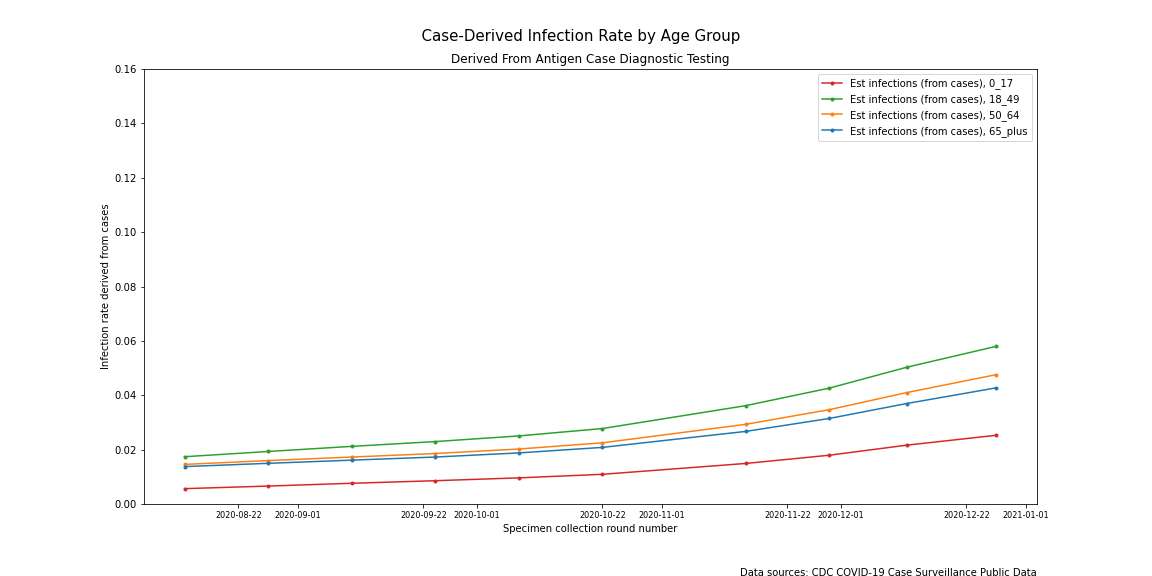 Case-Derived Infection Rate by Age Group
Derived From Antigen Case Diagnostic Testing
Est infections (from cases), 0_17
Est infections (from cases), 18_49
Est infections (from cases), 50_64
Est infections (from cases), 65_plus
Infection rate derived from cases
0.16
0.14
0.12
0.10
0.08
0.06
0.04
0.02
0.00
2020-08-22 2020-09-01 2020-09-22 2020-10-01 2020-10-22 2020-11-01 2020-11-22 2020-12-01 2020-12-22 2021-01-01
Specimen collection round number
Data sources: CDC COVID-19 Case Surveillance Public Data